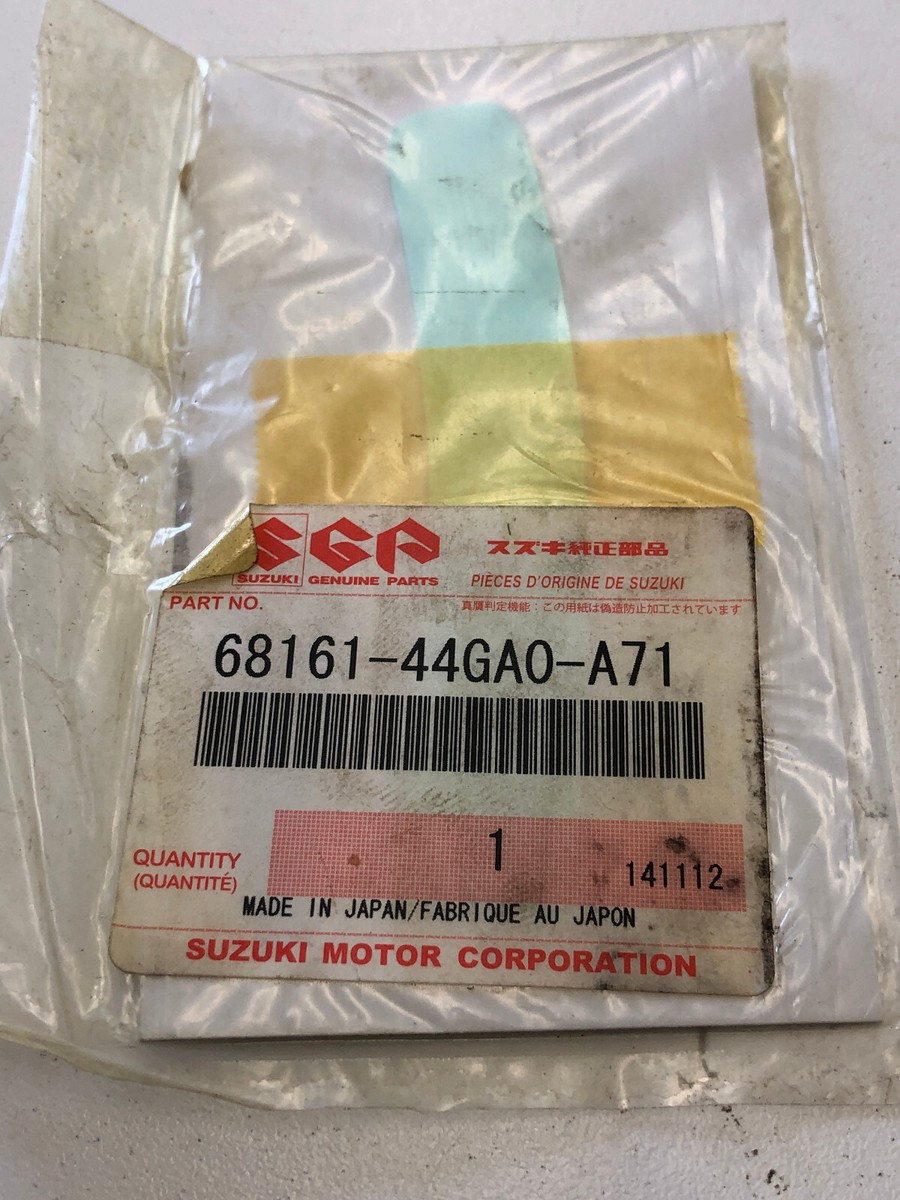 SGP
スズキ純正部品
SUZUKI GENUINE PARTS
PIÈCES D'ORIGINE DE SUZUKI
PART NO.
真贋判定機能:この用紙は偽造防止加工されています
68161-44GA0-A71
QUANTITY
(QUANTITÉ)
1
141112
MADE IN JAPAN/FABRIQUE AU JAPON
SUZUKI MOTOR CORPORATION